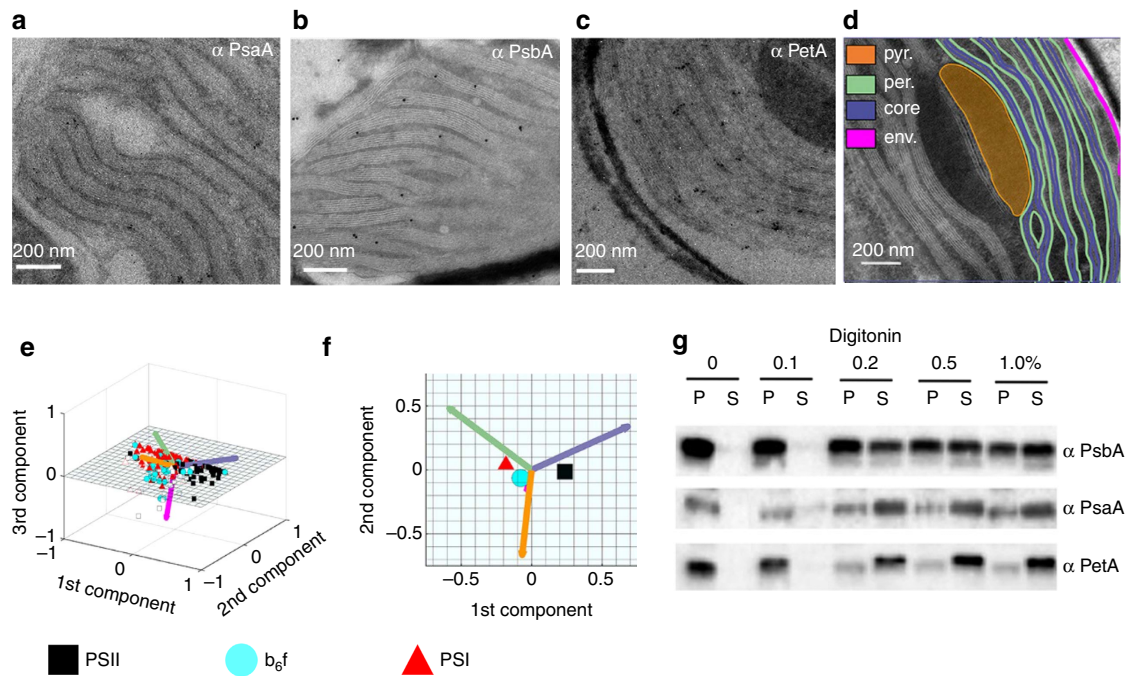 a
b
c
d
α PsaA
α PsbA
α PetA
pyr.
per.
core
env.
200 nm
200 nm
200 nm
200 nm
e
f
g
3rd component
1
0
−1
−1
0
1
1st component
−1
0
1
2nd component
2nd component
0.5
0
−0.5
−0.5
0
0.5
1st component
Digitonin
0 0.1 0.2 0.5 1.0%
P S P S P S P S P S
α PsbA
α PsaA
α PetA
PSII
b₆f
PSI